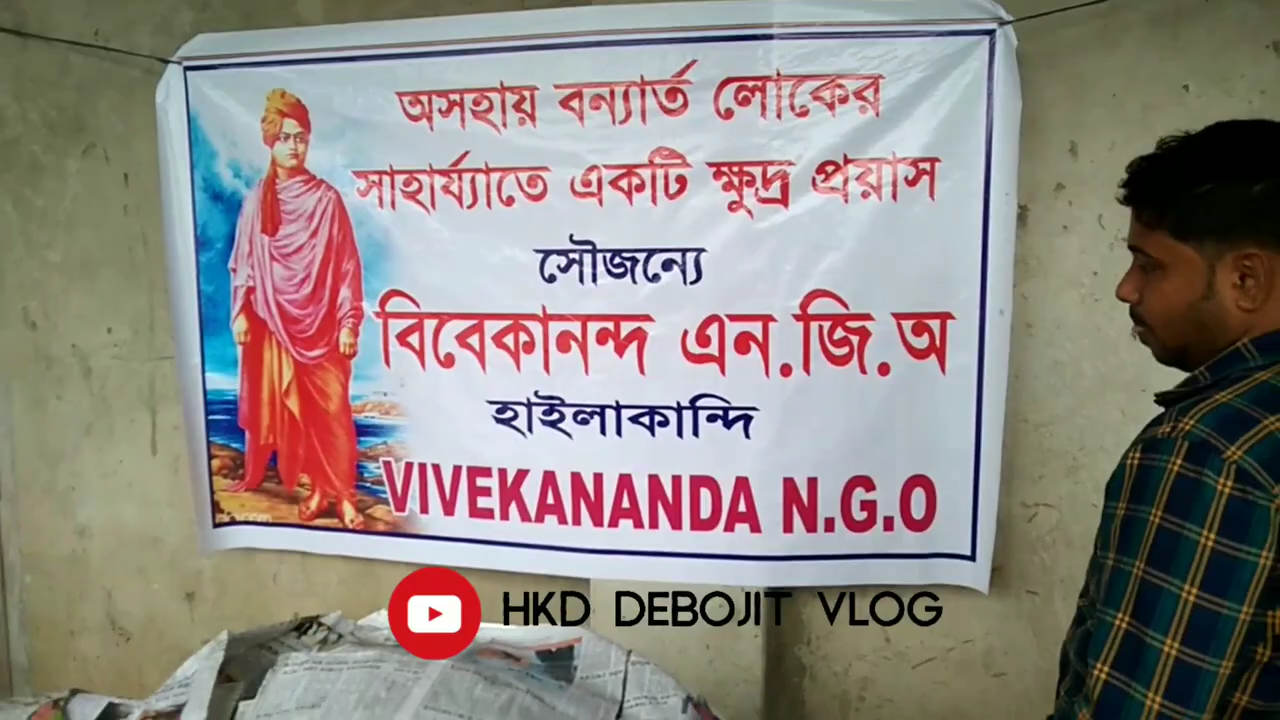 অসহায় বন্যার্ত লোকের
সাহার্য্যাতে একটি ক্ষুদ্র প্রয়াস
সৌজন্যে
বিবেকানন্দ এন.জি.অ
হাইলাকান্দি
VIVEKANANDA N.G.O
HKD DEBOJIT VLOG